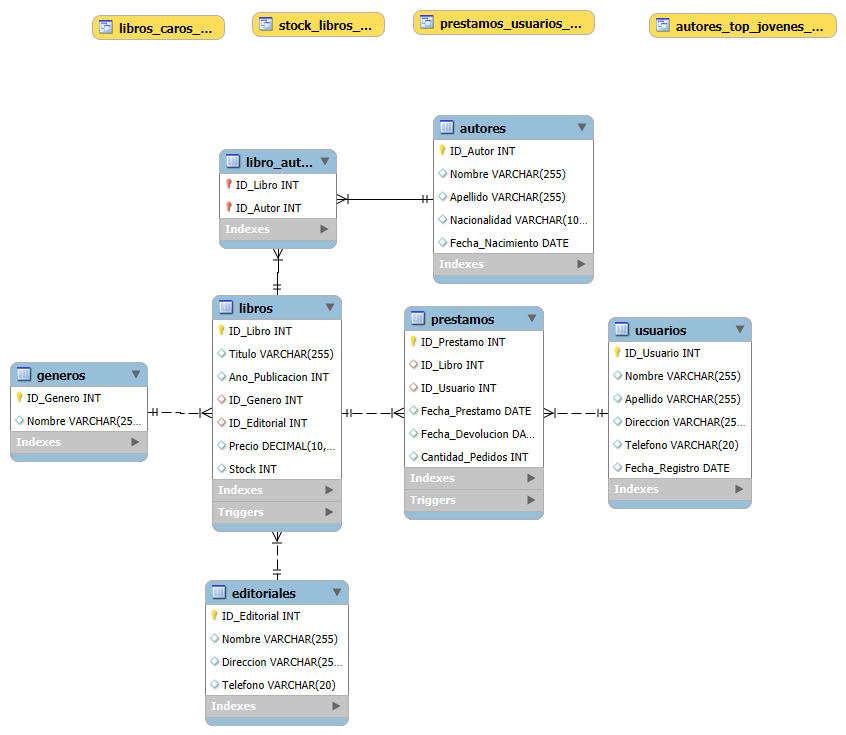 libros_caros_...
stock_libros_...
prestamos_usuarios_...
autores_top_jovenes_...
autores
ID_Autor INT
Nombre VARCHAR(255)
Apellido VARCHAR(255)
Nacionalidad VARCHAR(10...
Fecha_Nacimiento DATE
Indexes
libro_aut...
ID_Libro INT
ID_Autor INT
Indexes
libros
ID_Libro INT
Titulo VARCHAR(255)
Ano_Publicacion INT
ID_Genero INT
ID_Editorial INT
Precio DECIMAL(10,...
Stock INT
Indexes
Triggers
prestamos
ID_Prestamo INT
ID_Libro INT
ID_Usuario INT
Fecha_Prestamo DATE
Fecha_Devolucion DA...
Cantidad_Pedidos INT
Indexes
Triggers
usuarios
ID_Usuario INT
Nombre VARCHAR(255)
Apellido VARCHAR(255)
Direccion VARCHAR(25...
Telefono VARCHAR(20)
Fecha_Registro DATE
Indexes
generos
ID_Genero INT
Nombre VARCHAR(25...
Indexes
editoriales
ID_Editorial INT
Nombre VARCHAR(255)
Direccion VARCHAR(25...
Telefono VARCHAR(20)
Indexes